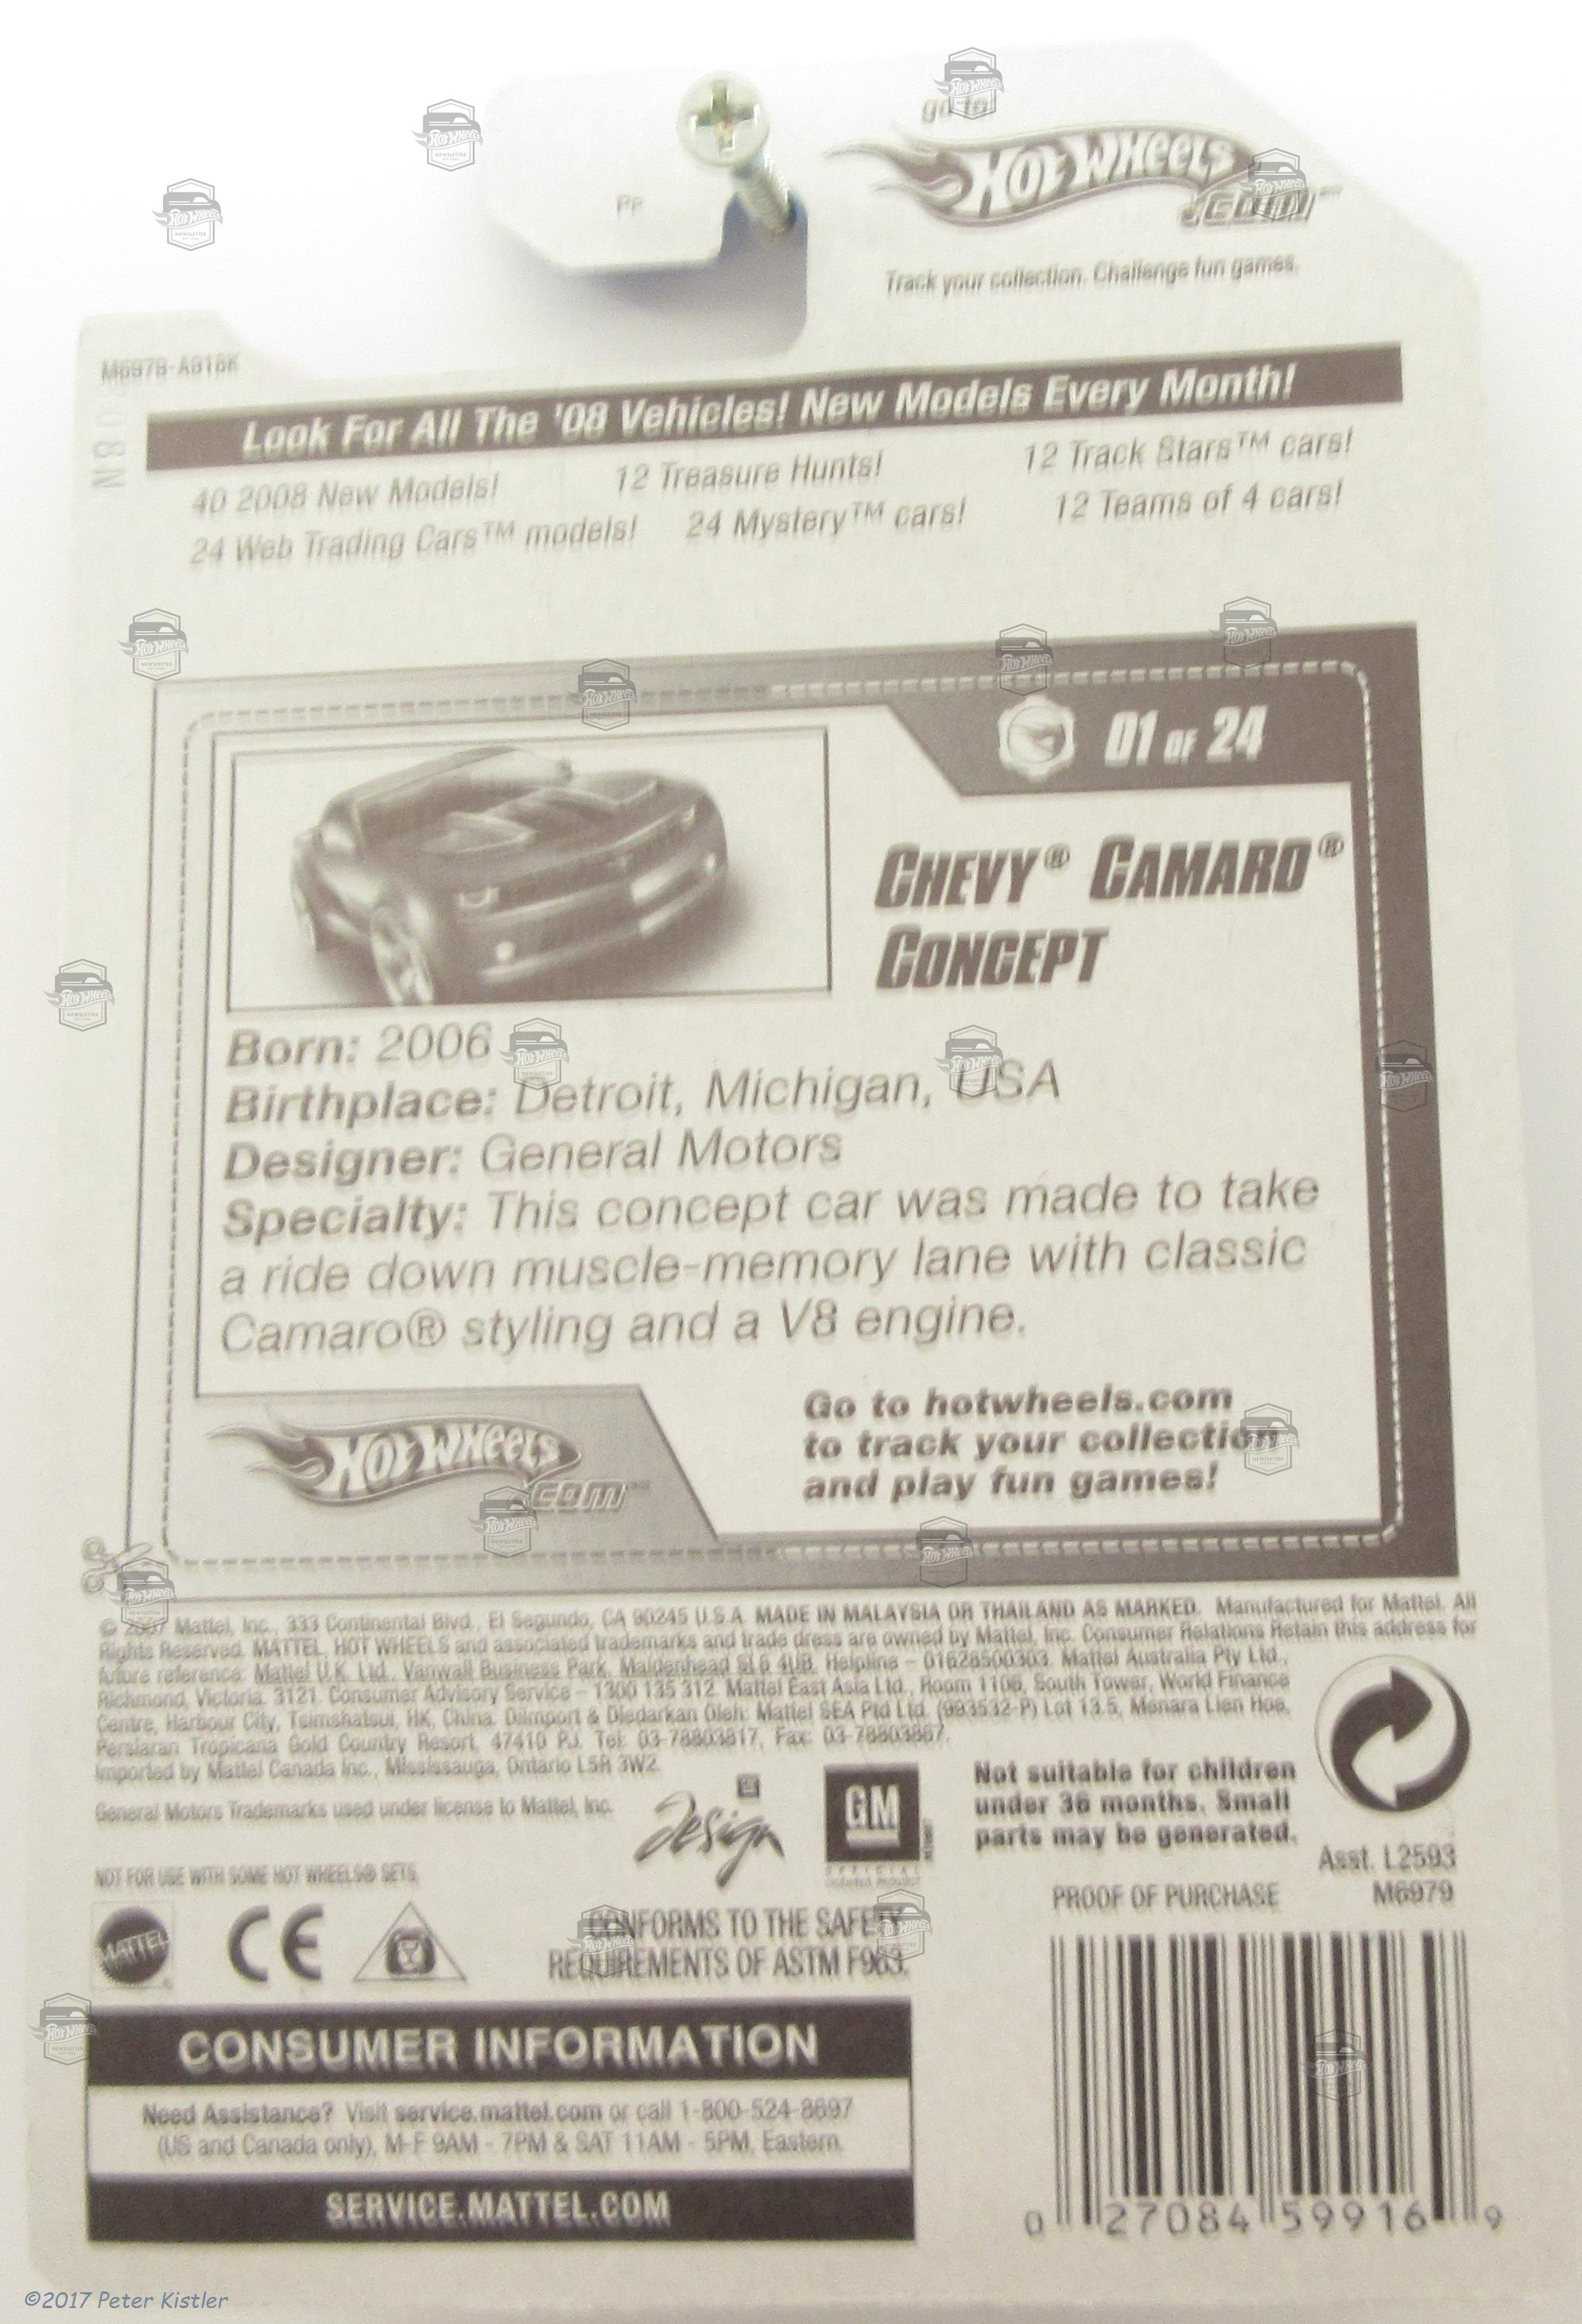 go to
HOT WHEELS
.com
PP
Track your collection. Challenge fun games.
M6979-A918K
Look For All The '08 Vehicles! New Models Every Month!
40 2008 New Models! 12 Treasure Hunts! 12 Track Stars™ cars!
24 Web Trading Cars™ models! 24 Mystery™ cars! 12 Teams of 4 cars!
01 OF 24
CHEVY® CAMARO®
CONCEPT
Born: 2006
Birthplace: Detroit, Michigan, USA
Designer: General Motors
Specialty: This concept car was made to take
a ride down muscle-memory lane with classic
Camaro® styling and a V8 engine.
HOT WHEELS
.com
Go to hotwheels.com
to track your collection
and play fun games!
© 2007 Mattel, Inc., 333 Continental Blvd., El Segundo, CA 90245 U.S.A. MADE IN MALAYSIA OR THAILAND AS MARKED. Manufactured for Mattel. All
Rights Reserved. MATTEL, HOT WHEELS and associated trademarks and trade dress are owned by Mattel, Inc. Consumer Relations Retain this address for
future reference: Mattel U.K. Ltd., Vanwall Business Park, Maidenhead SL6 4UB. Helpline – 01628500303. Mattel Australia Pty Ltd.,
Richmond, Victoria. 3121. Consumer Advisory Service – 1300 135 312. Mattel East Asia Ltd., Room 1106, South Tower, World Finance
Centre, Harbour City, Tsimshatsui, HK, China. Diimport & Diedarkan Oleh: Mattel SEA Ptd Ltd. (993532-P) Lot 13.5, Menara Lien Hoe,
Persiaran Tropicana Gold Country Resort, 47410 PJ. Tel: 03-78803817, Fax: 03-78803867.
Imported by Mattel Canada Inc., Mississauga, Ontario L5R 3W2.
General Motors Trademarks used under license to Mattel, Inc.
Design
GM
OFFICIAL
Not suitable for children
under 36 months. Small
parts may be generated.
Asst. L2593
M6979
NOT FOR USE WITH SOME HOT WHEELS® SETS.
PROOF OF PURCHASE
MATTEL
CE
CONFORMS TO THE SAFETY
REQUIREMENTS OF ASTM F963.
CONSUMER INFORMATION
Need Assistance? Visit service.mattel.com or call 1-800-524-8697
(US and Canada only), M-F 9AM - 7PM & SAT 11AM - 5PM, Eastern.
SERVICE.MATTEL.COM
0 27084 59916 9
©2017 Peter Kistler